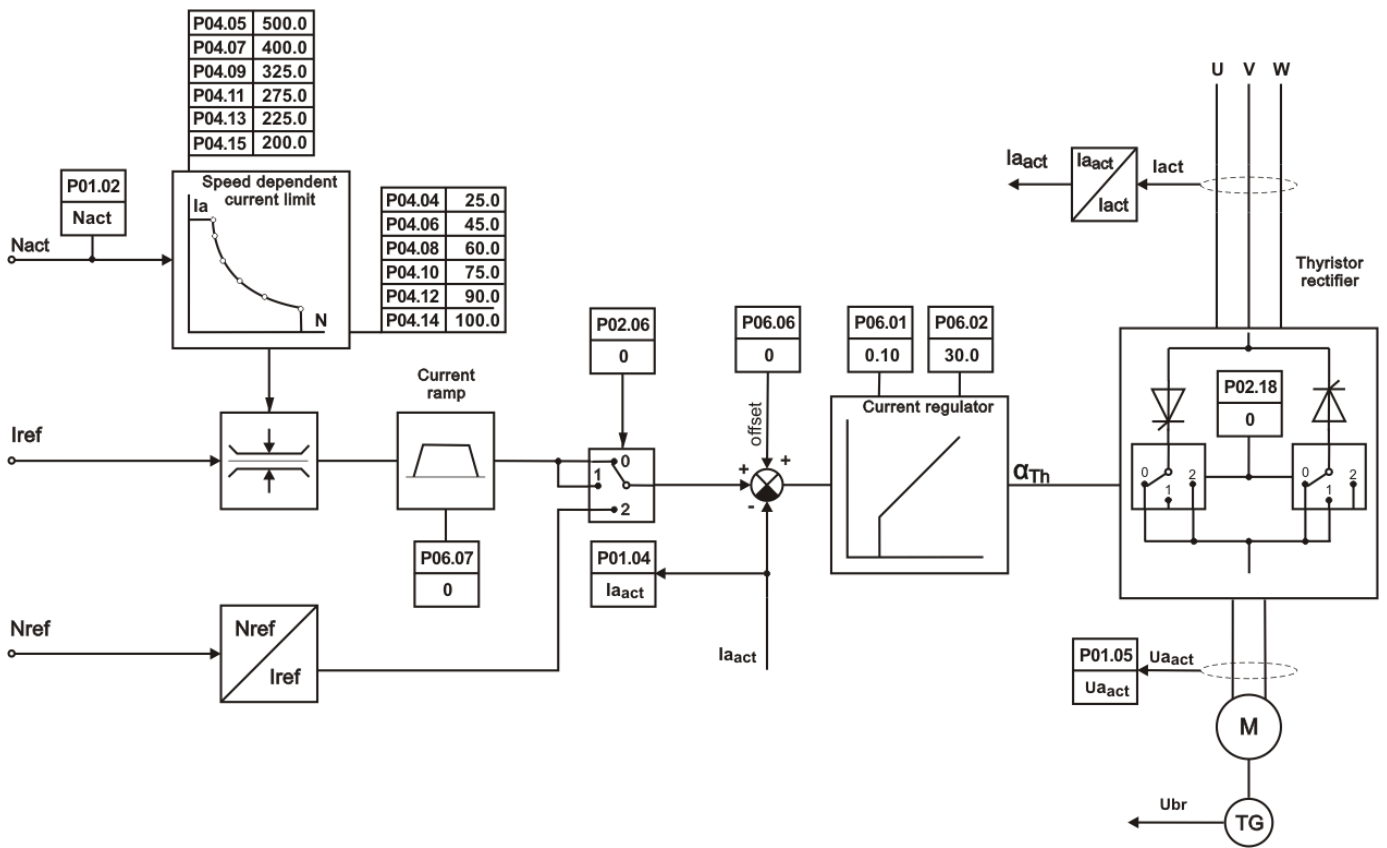 P04.05 500.0
P04.07 400.0
P04.09 325.0
P04.11 275.0
P04.13 225.0
P04.15 200.0
P01.02
Nact
Nact
Speed dependent
current limit
Ia
N
P04.04 25.0
P04.06 45.0
P04.08 60.0
P04.10 75.0
P04.12 90.0
P04.14 100.0
U V W
Iaact
Iaact
Iact
Iact
Thyristor
rectifier
Iref
Current
ramp
P06.07
0
P02.06
0
0
1
2
P06.06
0
offset
+
+
-
P06.01
0.10
P06.02
30.0
Current regulator
αTh
P02.18
0
0
1
2
0
1
2
P01.04
Iaact
Iaact
Nref
Nref
Iref
P01.05
Uaact
Uaact
M
Ubr
TG